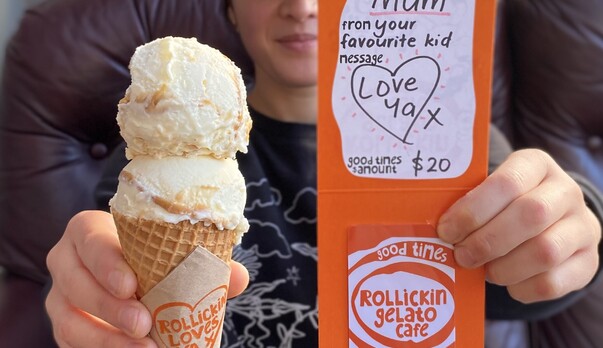 Mum
from your
favourite kid
message
Love
ya x
good times
$ amount $20
good times
Rollickin
gelato
cafe
Rollickin
loves
ya